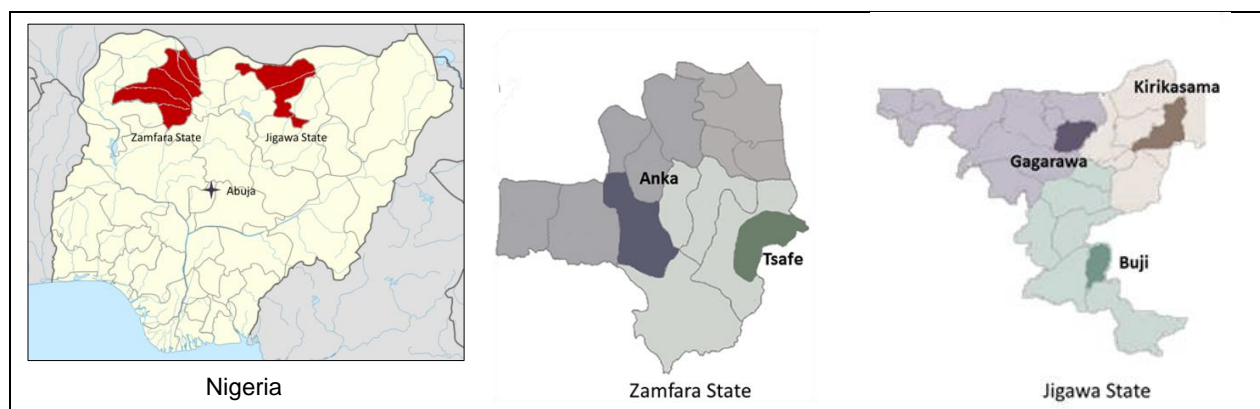 Zamfara State
Jigawa State
Abuja
Nigeria
Anka
Tsafe
Zamfara State
Kirikasama
Gagarawa
Buji
Jigawa State